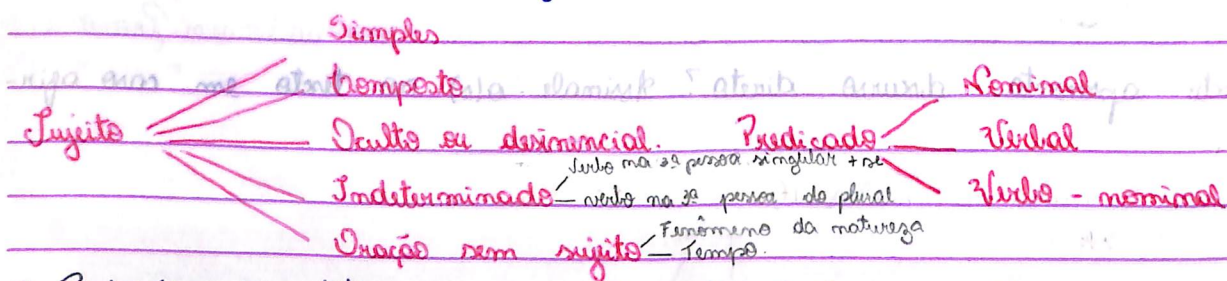 Simples
Composto Nominal
Sujeito Oculto ou desinencial. Predicado Verbal
Verbo na 3ª pessoa singular + se
Indeterminado verbo na 3ª pessoa do plural Verbo - nominal
Fenômeno da natureza
Oração sem sujeito Tempo.